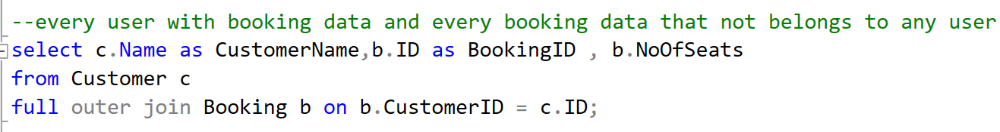 --every user with booking data and every booking data that not belongs to any user
select c.Name as CustomerName,b.ID as BookingID , b.NoOfSeats
from Customer c
full outer join Booking b on b.CustomerID = c.ID;